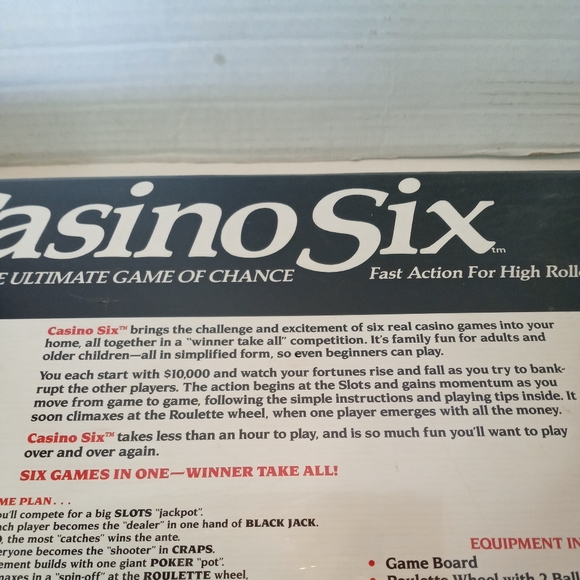 asino Six™
E ULTIMATE GAME OF CHANCE
Fast Action For High Roll
Casino Six™ brings the challenge and excitement of six real casino games into your
home, all together in a "winner take all" competition. It's family fun for adults and
older children—all in simplified form, so even beginners can play.
You each start with $10,000 and watch your fortunes rise and fall as you try to bank-
rupt the other players. The action begins at the Slots and gains momentum as you
move from game to game, following the simple instructions and playing tips inside. It
soon climaxes at the Roulette wheel, when one player emerges with all the money.
Casino Six™ takes less than an hour to play, and is so much fun you'll want to play
over and over again.
SIX GAMES IN ONE—WINNER TAKE ALL!
ME PLAN...
u'll compete for a big SLOTS "jackpot".
ch player becomes the "dealer" in one hand of BLACK JACK.
, the most "catches" wins the ante.
eryone becomes the "shooter" in CRAPS.
ement builds with one giant POKER "pot".
maxes in a "spin-off" at the ROULETTE wheel,
EQUIPMENT IN
• Game Board
• Roulette Wheel with 2 Ball